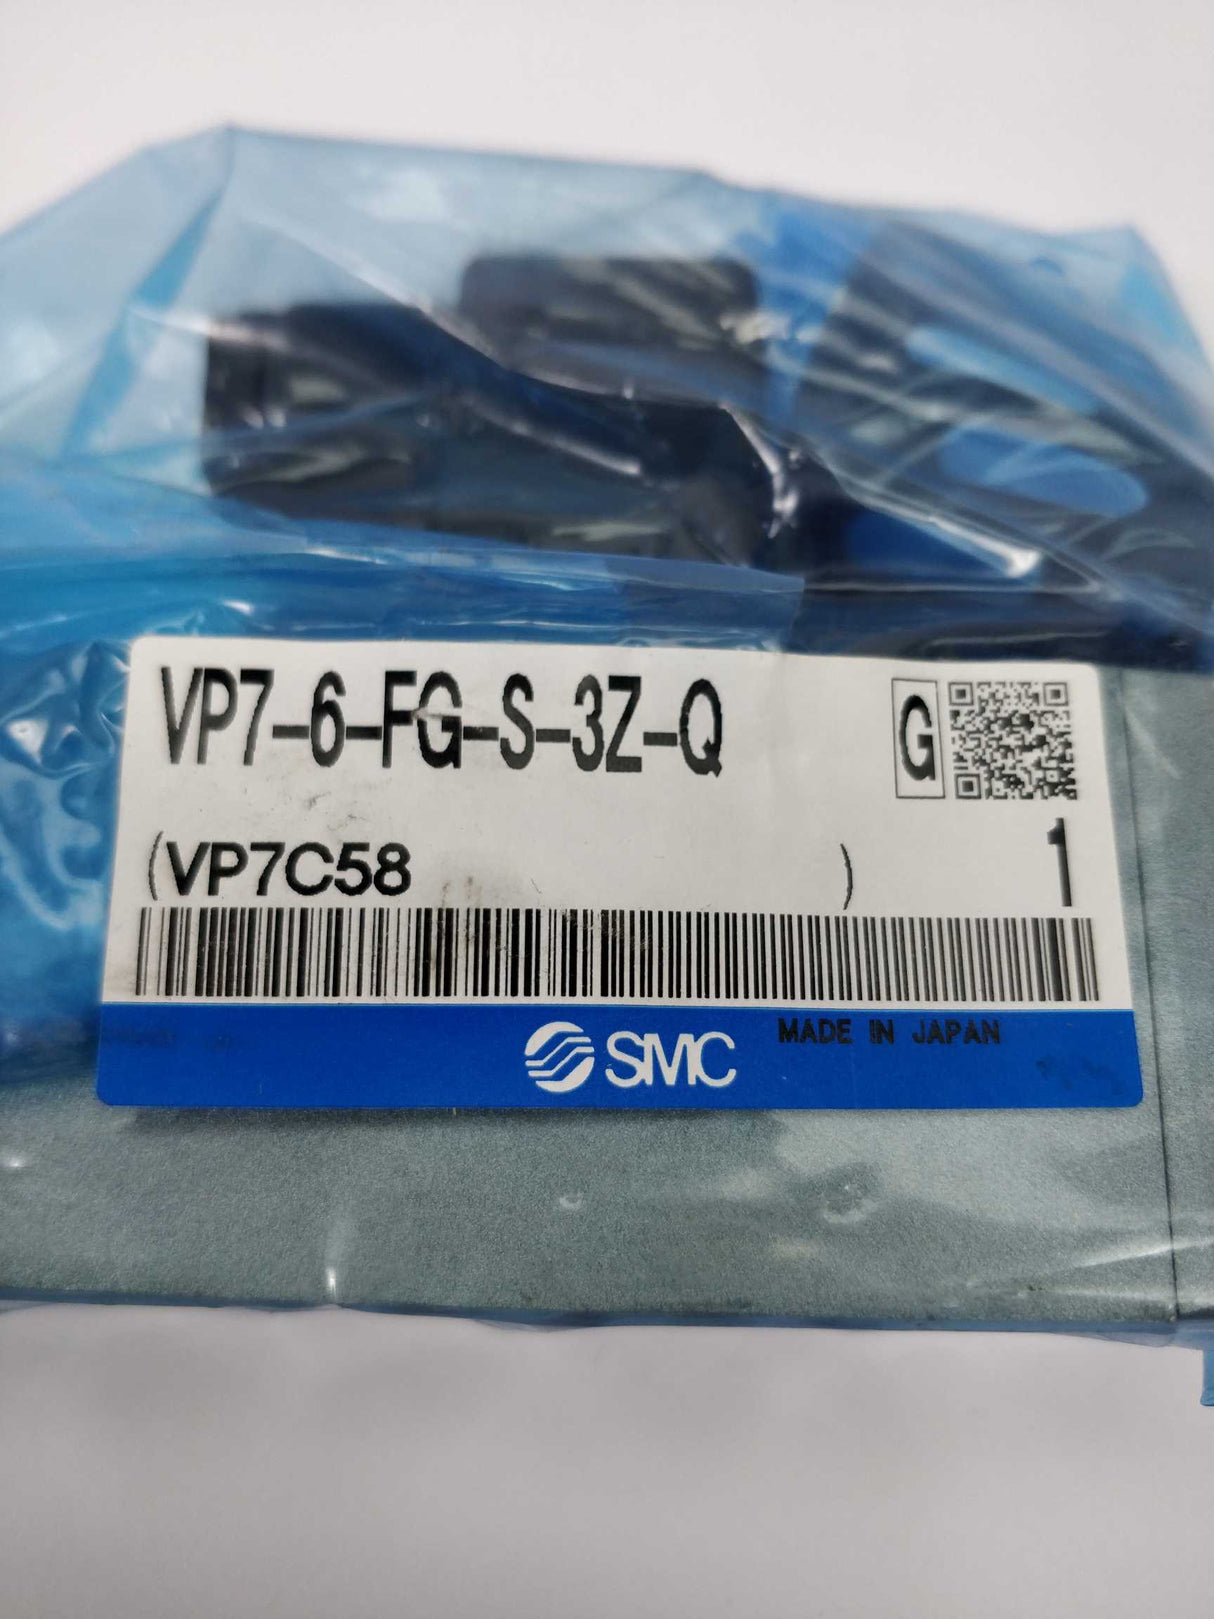 VP7-6-FG-S-3Z-Q
G
(VP7C58 )
1
SMC
MADE IN JAPAN